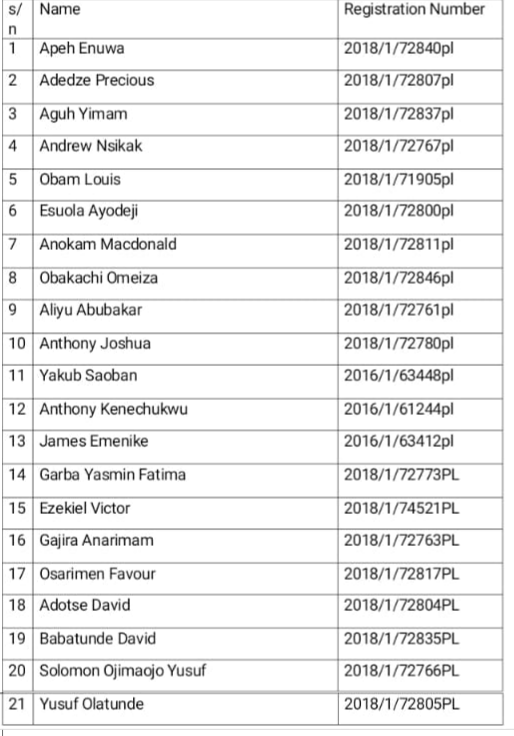 s/n Name Registration Number
1 Apeh Enuwa 2018/1/72840pl
2 Adedze Precious 2018/1/72807pl
3 Aguh Yimam 2018/1/72837pl
4 Andrew Nsikak 2018/1/72767pl
5 Obam Louis 2018/1/71905pl
6 Esuola Ayodeji 2018/1/72800pl
7 Anokam Macdonald 2018/1/72811pl
8 Obakachi Omeiza 2018/1/72846pl
9 Aliyu Abubakar 2018/1/72761pl
10 Anthony Joshua 2018/1/72780pl
11 Yakub Saoban 2016/1/63448pl
12 Anthony Kenechukwu 2016/1/61244pl
13 James Emenike 2016/1/63412pl
14 Garba Yasmin Fatima 2018/1/72773PL
15 Ezekiel Victor 2018/1/74521PL
16 Gajira Anarimam 2018/1/72763PL
17 Osarimen Favour 2018/1/72817PL
18 Adotse David 2018/1/72804PL
19 Babatunde David 2018/1/72835PL
20 Solomon Ojimaojo Yusuf 2018/1/72766PL
21 Yusuf Olatunde 2018/1/72805PL